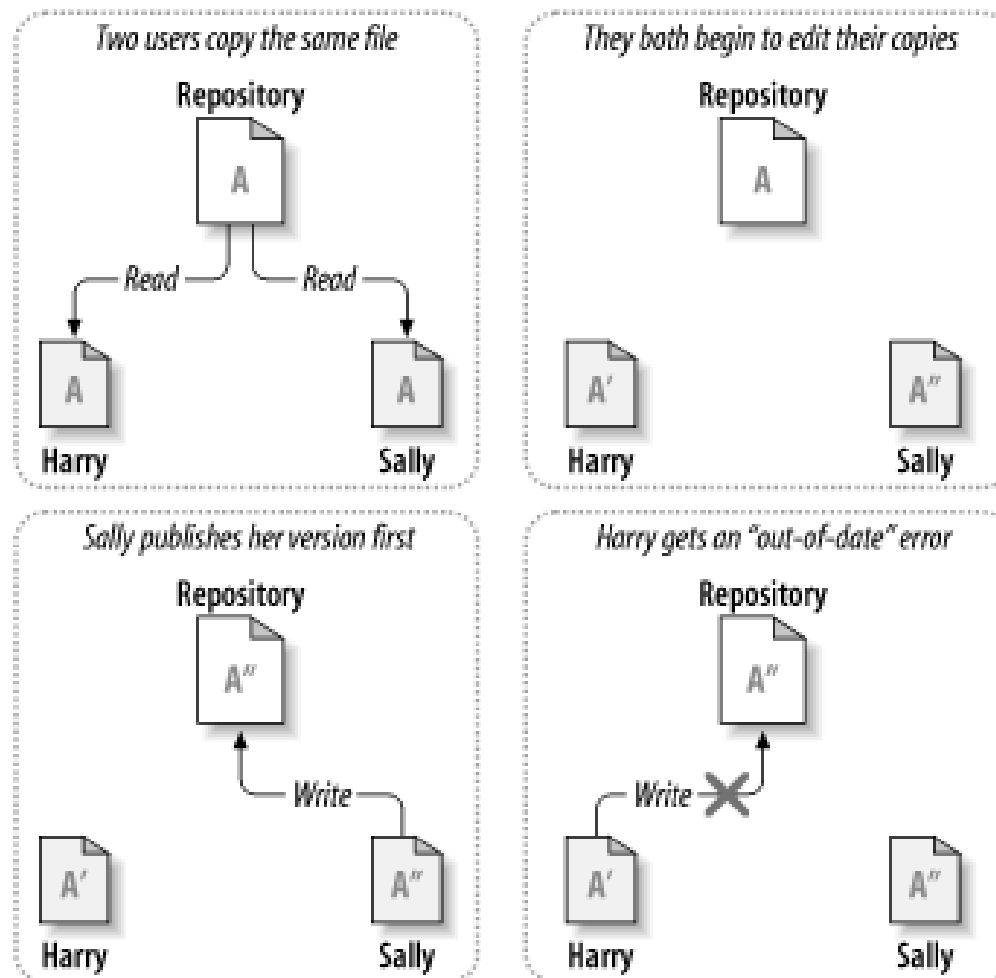 Two users copy the same file
Repository
A
Read
Read
A
A
Harry
Sally
They both begin to edit their copies
Repository
A
A'
A"
Harry
Sally
Sally publishes her version first
Repository
A"
Write
A'
A"
Harry
Sally
Harry gets an "out-of-date" error
Repository
A"
Write
A'
A"
Harry
Sally